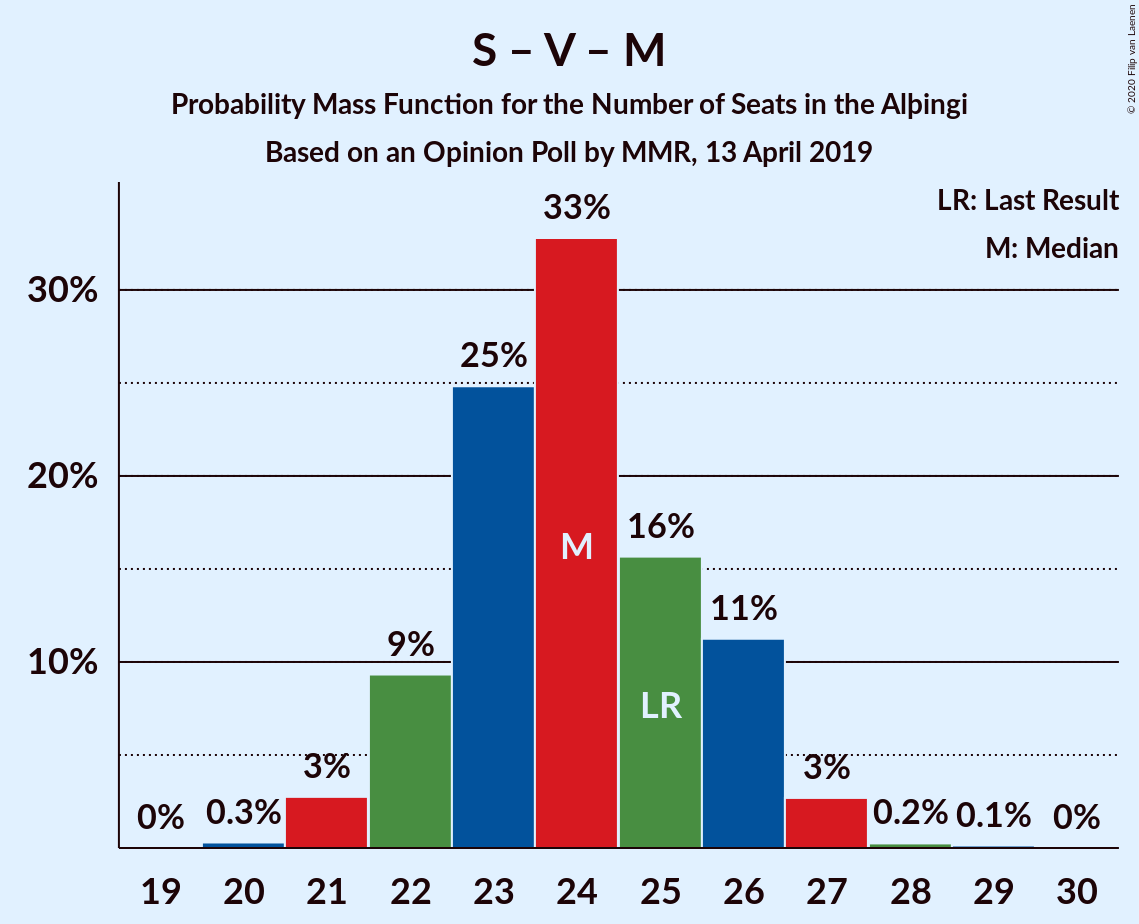 © 2020 Filip van Laenen
S – V – M
Probability Mass Function for the Number of Seats in the Alþingi
Based on an Opinion Poll by MMR, 13 April 2019
LR: Last Result
M: Median
33%
30%
25%
20%
16%
M
11%
9%
10%
LR
3%
3%
0%
0.3%
0.2%
0.1%
0%
19 20 21 22 23 24 25 26 27 28 29 30